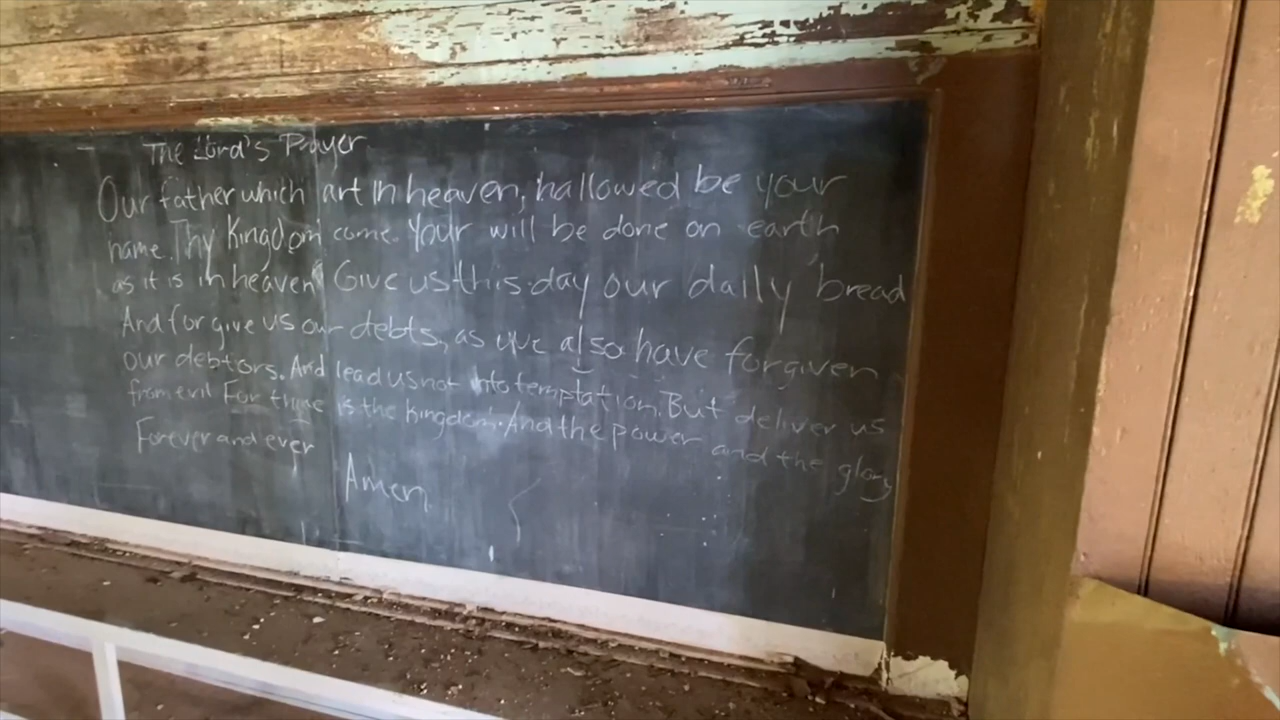 The Lord's Prayer
Our father which art in heaven, hallowed be your
name. Thy Kingdom come. Your will be done on earth
as it is in heaven Give us this day our daily bread
And forgive us our debts, as we also have forgiven
our debtors. And lead us not into temptation. But deliver us
from evil For thine is the kingdom. And the power and the glory
Forever and ever
Amen